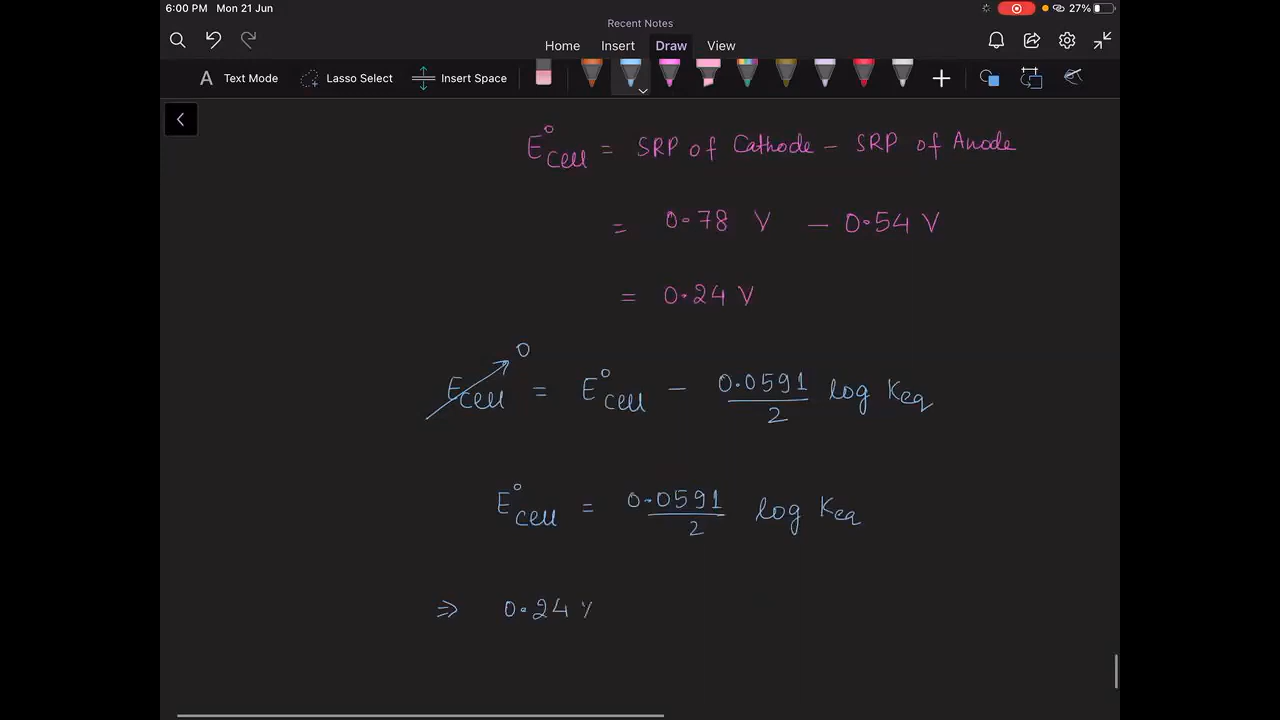 6:00 PM Mon 21 Jun
27%
Recent Notes
Home Insert Draw View
Text Mode Lasso Select Insert Space
E°cell = SRP of Cathode - SRP of Anode
= 0.78 V - 0.54 V
= 0.24 V
Ecell 0 = E°cell - 0.0591/2 log Keq
E°cell = 0.0591/2 log Keq
⇒ 0.24